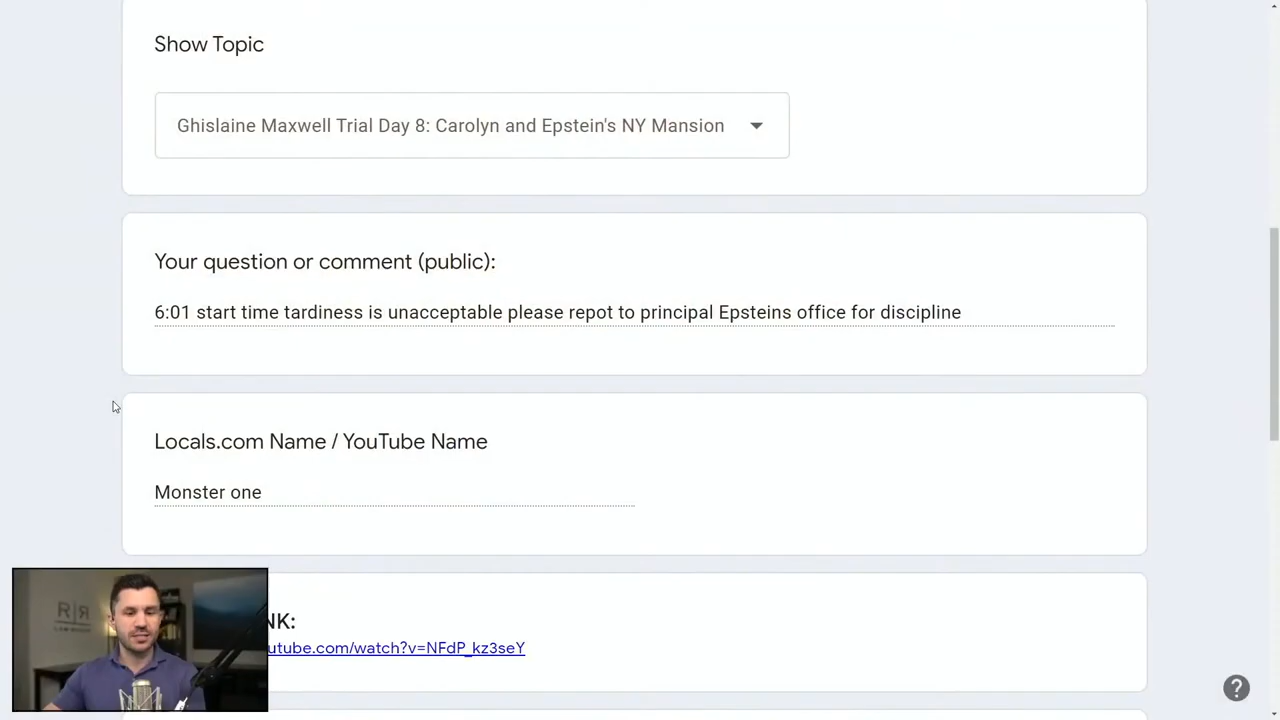 Show Topic
Ghislaine Maxwell Trial Day 8: Carolyn and Epstein's NY Mansion
Your question or comment (public):
6:01 start time tardiness is unacceptable please repot to principal Epsteins office for discipline
Locals.com Name / YouTube Name
Monster one
NK:
utube.com/watch?v=NFdP_kz3seY
R|R